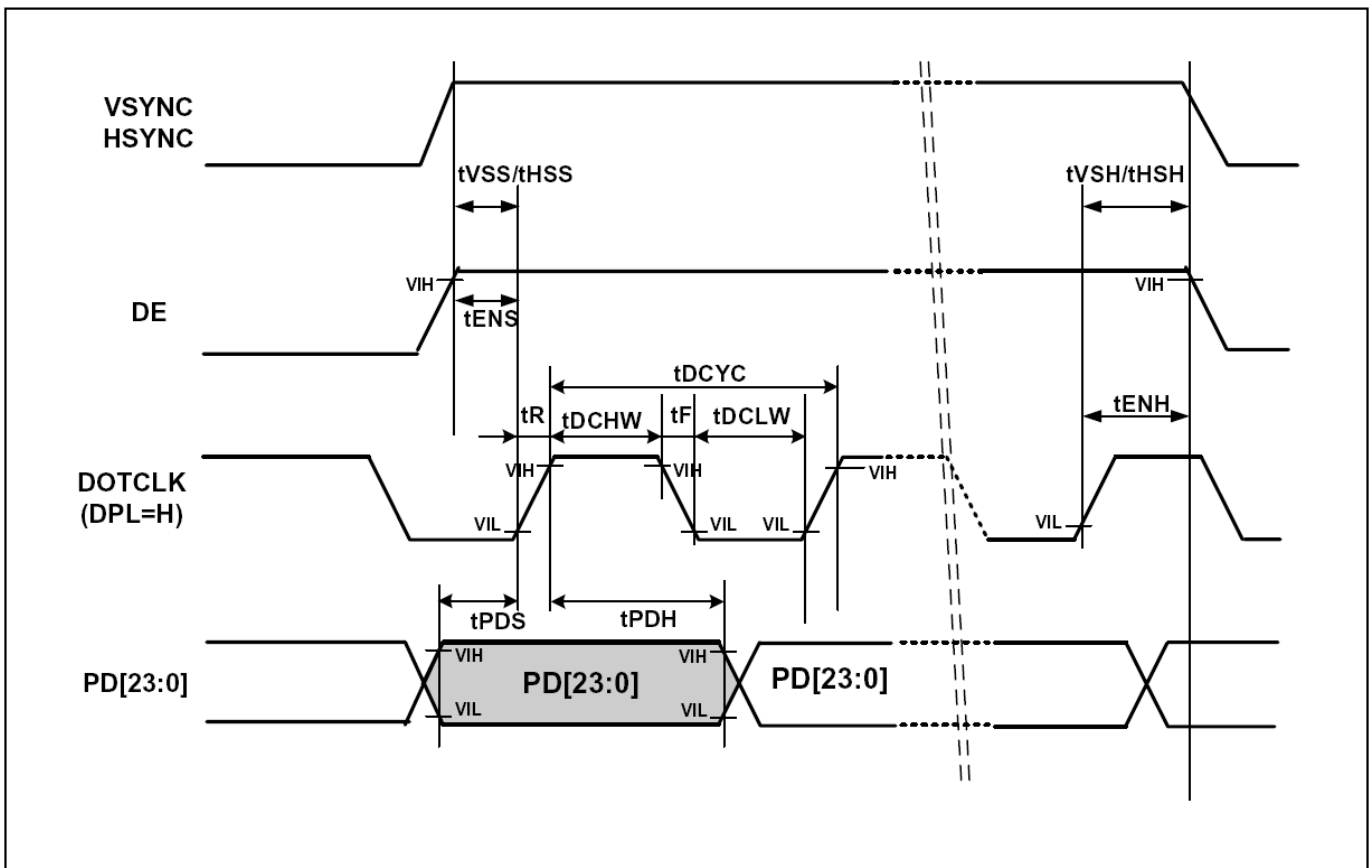 VSYNC
HSYNC
tVSS/tHSS
tVSH/tHSH
DE
VIH
VIH
tENS
tDCYC
tENH
tR
tDCHW
tF
tDCLW
DOTCLK
(DPL=H)
VIH
VIH
VIH
VIL
VIL
VIL
VIL
tPDS
tPDH
PD[23:0]
VIH
VIH
PD[23:0]
PD[23:0]
VIL
VIL